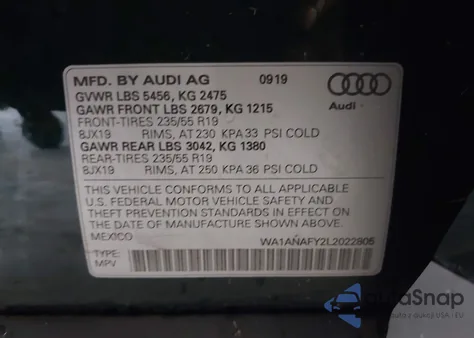 MFD. BY AUDI AG 0919
GVWR LBS 5456, KG 2475
GAWR FRONT LBS 2679, KG 1215
FRONT-TIRES 235/55 R19
8JX19 RIMS, AT 230 KPA 33 PSI COLD
GAWR REAR LBS 3042, KG 1380
REAR-TIRES 235/55 R19
8JX19 RIMS, AT 250 KPA 36 PSI COLD
Audi
THIS VEHICLE CONFORMS TO ALL APPLICABLE
U.S. FEDERAL MOTOR VEHICLE SAFETY AND
THEFT PREVENTION STANDARDS IN EFFECT ON
THE DATE OF MANUFACTURE SHOWN ABOVE.
MEXICO WA1ANAFY2L2022805
TYPE:
MPV